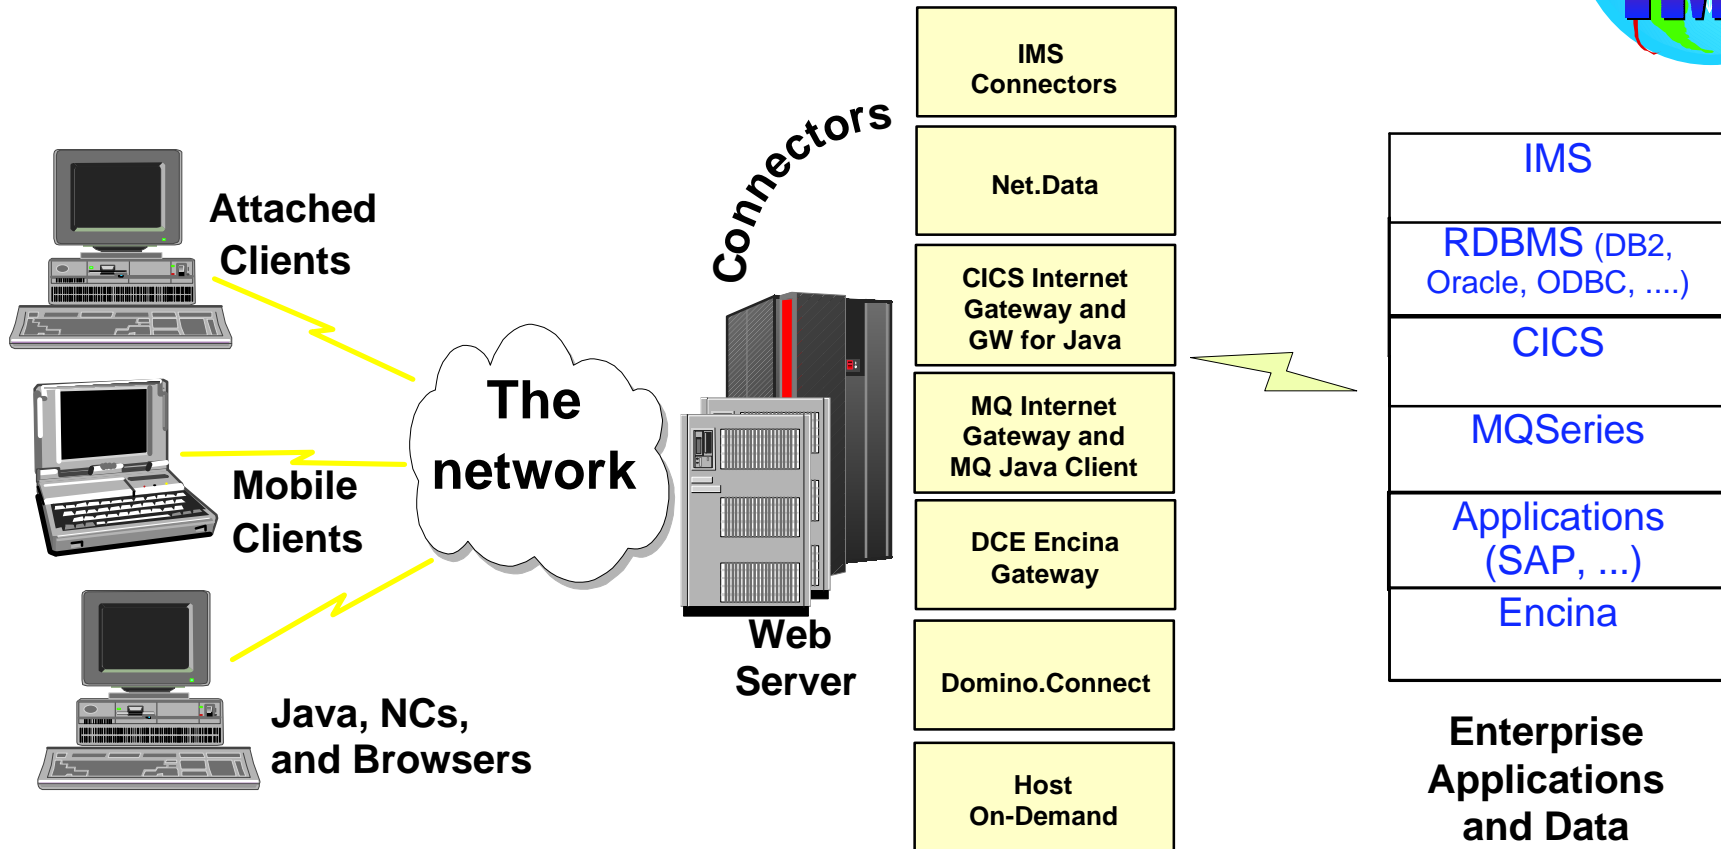 Attached
Clients
Mobile
Clients
Java, NCs,
and Browsers
The
network
Connectors
Web
Server
IMS
Connectors
Net.Data
CICS Internet
Gateway and
GW for Java
MQ Internet
Gateway and
MQ Java Client
DCE Encina
Gateway
Domino.Connect
Host
On-Demand
IMS
RDBMS (DB2,
Oracle, ODBC, ....)
CICS
MQSeries
Applications
(SAP, ...)
Encina
Enterprise
Applications
and Data